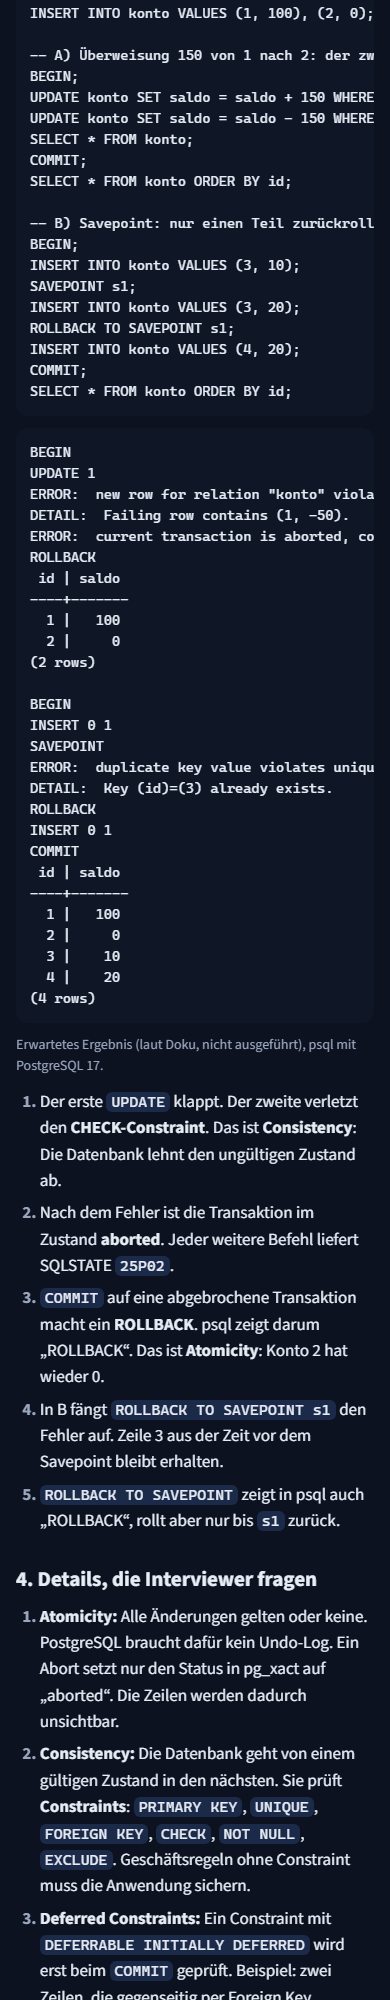 INSERT INTO konto VALUES (1, 100), (2, 0);
-- A) Überweisung 150 von 1 nach 2: der zw
BEGIN;
UPDATE konto SET saldo = saldo + 150 WHERE
UPDATE konto SET saldo = saldo - 150 WHERE
SELECT * FROM konto;
COMMIT;
SELECT * FROM konto ORDER BY id;
-- B) Savepoint: nur einen Teil zurückroll
BEGIN;
INSERT INTO konto VALUES (3, 10);
SAVEPOINT s1;
INSERT INTO konto VALUES (3, 20);
ROLLBACK TO SAVEPOINT s1;
INSERT INTO konto VALUES (4, 20);
COMMIT;
SELECT * FROM konto ORDER BY id;
BEGIN
UPDATE 1
ERROR:  new row for relation "konto" viola
DETAIL:  Failing row contains (1, -50).
ERROR:  current transaction is aborted, co
ROLLBACK
 id | saldo
----+-------
  1 |   100
  2 |     0
(2 rows)
BEGIN
INSERT 0 1
SAVEPOINT
ERROR:  duplicate key value violates uniqu
DETAIL:  Key (id)=(3) already exists.
ROLLBACK
INSERT 0 1
COMMIT
 id | saldo
----+-------
  1 |   100
  2 |     0
  3 |    10
  4 |    20
(4 rows)
Erwartetes Ergebnis (laut Doku, nicht ausgeführt), psql mit
PostgreSQL 17.
1. Der erste UPDATE klappt. Der zweite verletzt
den CHECK-Constraint. Das ist Consistency:
Die Datenbank lehnt den ungültigen Zustand
ab.
2. Nach dem Fehler ist die Transaktion im
Zustand aborted. Jeder weitere Befehl liefert
SQLSTATE 25P02.
3. COMMIT auf eine abgebrochene Transaktion
macht ein ROLLBACK. psql zeigt darum
„ROLLBACK“. Das ist Atomicity: Konto 2 hat
wieder 0.
4. In B fängt ROLLBACK TO SAVEPOINT s1 den
Fehler auf. Zeile 3 aus der Zeit vor dem
Savepoint bleibt erhalten.
5. ROLLBACK TO SAVEPOINT zeigt in psql auch
„ROLLBACK“, rollt aber nur bis s1 zurück.
4. Details, die Interviewer fragen
1. Atomicity: Alle Änderungen gelten oder keine.
PostgreSQL braucht dafür kein Undo-Log. Ein
Abort setzt nur den Status in pg_xact auf
„aborted“. Die Zeilen werden dadurch
unsichtbar.
2. Consistency: Die Datenbank geht von einem
gültigen Zustand in den nächsten. Sie prüft
Constraints: PRIMARY KEY, UNIQUE,
FOREIGN KEY, CHECK, NOT NULL,
EXCLUDE. Geschäftsregeln ohne Constraint
muss die Anwendung sichern.
3. Deferred Constraints: Ein Constraint mit
DEFERRABLE INITIALLY DEFERRED wird
erst beim COMMIT geprüft. Beispiel: zwei
Zeilen, die gegenseitig per Foreign Key